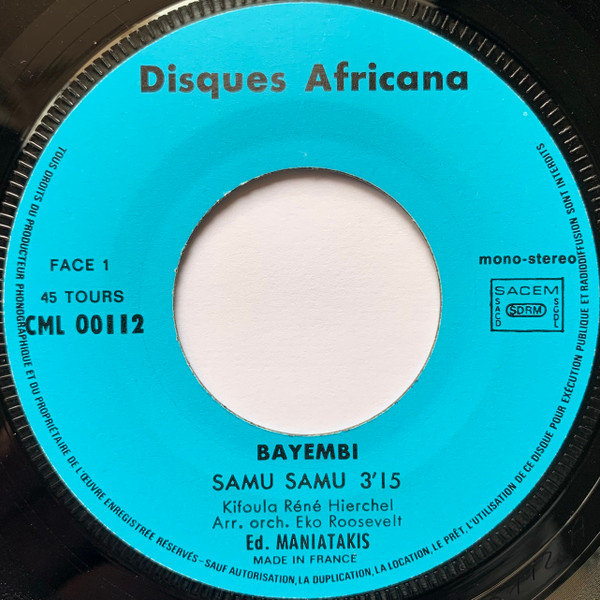 Disques Africana
TOUS DROITS DU PRODUCTEUR PHONOGRAPHIQUE ET DU PROPRIÉTAIRE DE L'ŒUVRE ENREGISTRÉE RÉSERVÉS - SAUF AUTORISATION, LA DUPLICATION, LA LOCATION, LE PRÊT, L'UTILISATION DE CE DISQUE POUR EXÉCUTION PUBLIQUE ET RADIODIFFUSION SONT INTERDITS
FACE 1
45 TOURS
CML 00112
mono-stereo
SACEM
SACD
SDRM
SGDL
BAYEMBI
SAMU SAMU 3'15
Kifoula Réné Hierchel
Arr. orch. Eko Roosevelt
Ed. MANIATAKIS
MADE IN FRANCE